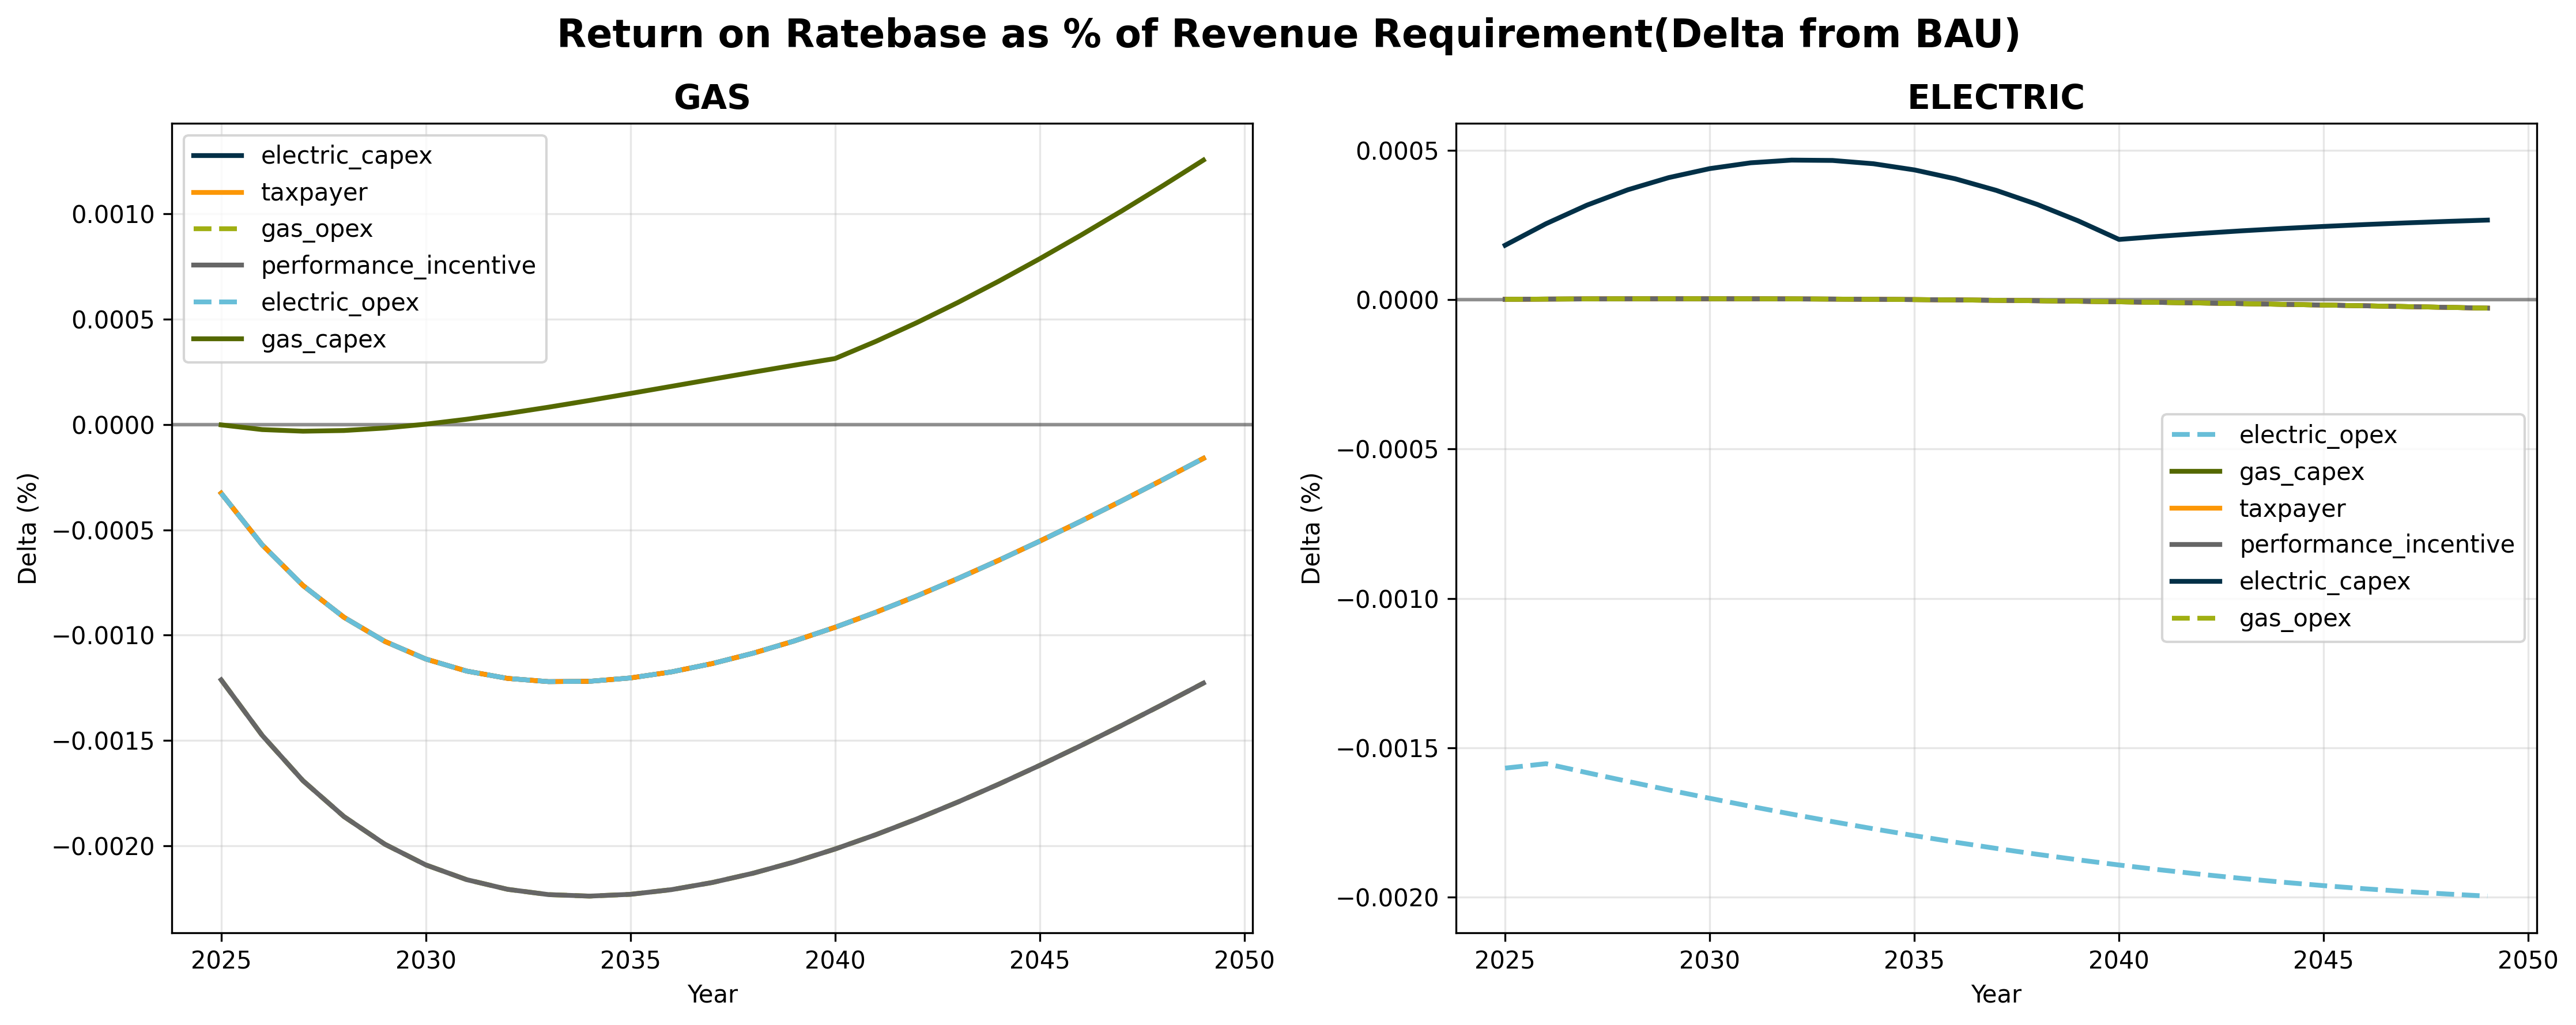 Return on Ratebase as % of Revenue Requirement(Delta from BAU)
GAS
electric_capex
taxpayer
gas_opex
performance_incentive
electric_opex
gas_capex
0.0010
0.0005
0.0000
−0.0005
−0.0010
−0.0015
−0.0020
Delta (%)
2025 2030 2035 2040 2045 2050
Year
ELECTRIC
0.0005
0.0000
−0.0005
−0.0010
−0.0015
−0.0020
Delta (%)
electric_opex
gas_capex
taxpayer
performance_incentive
electric_capex
gas_opex
2025 2030 2035 2040 2045 2050
Year